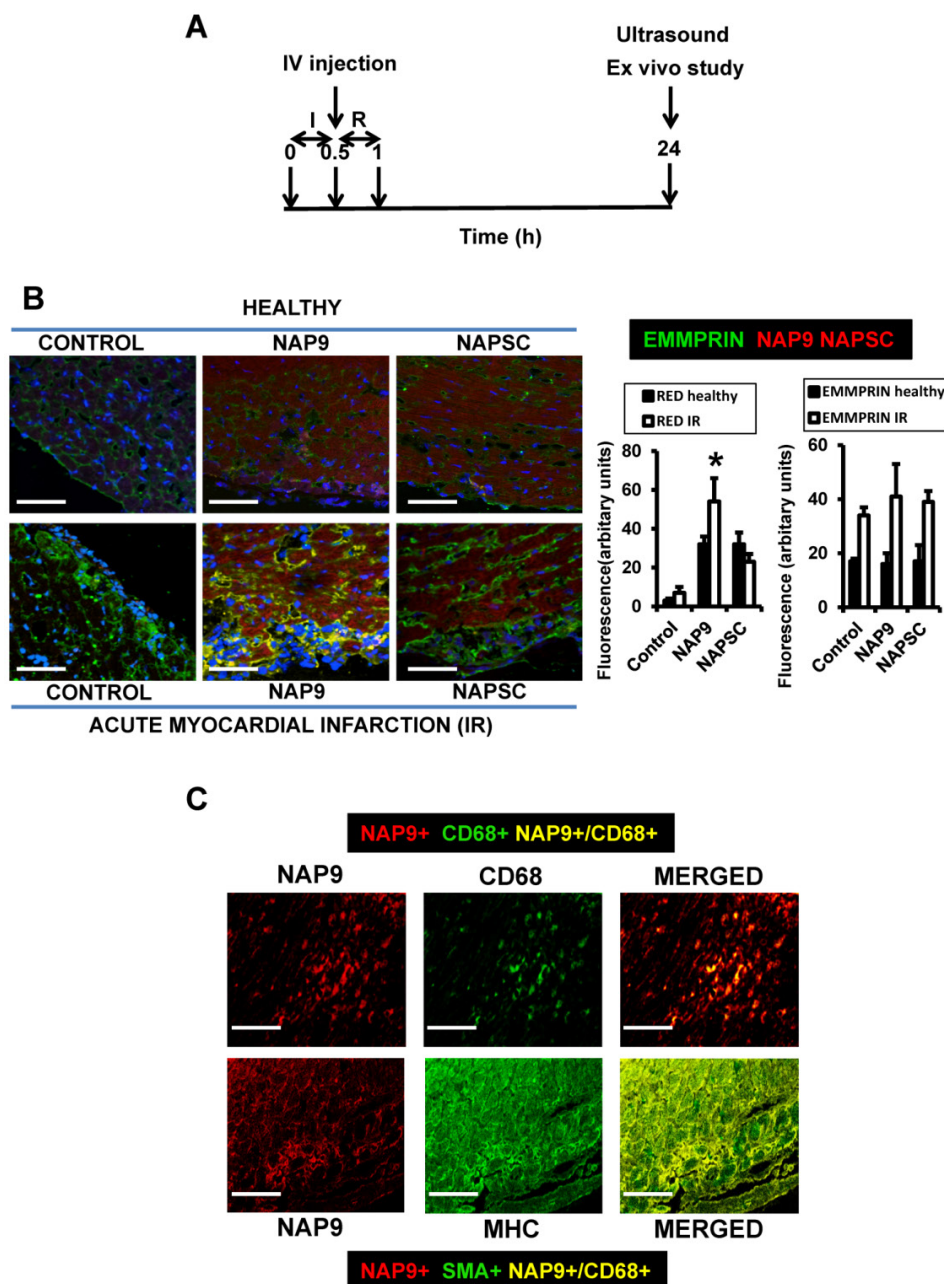 A
IV injection
Ultrasound
Ex vivo study
I R
0 0.5 1 24
Time (h)
B
HEALTHY
CONTROL NAP9 NAPSC
CONTROL NAP9 NAPSC
ACUTE MYOCARDIAL INFARCTION (IR)
EMMPRIN NAP9 NAPSC
RED healthy
RED IR
Fluorescence(arbitary units)
80
60
40
20
0
*
Control NAP9 NAPSC
EMMPRIN healthy
EMMPRIN IR
Fluorescence (arbitary units)
60
40
20
0
Control NAP9 NAPSC
C
NAP9+ CD68+ NAP9+/CD68+
NAP9 CD68 MERGED
NAP9 MHC MERGED
NAP9+ SMA+ NAP9+/CD68+